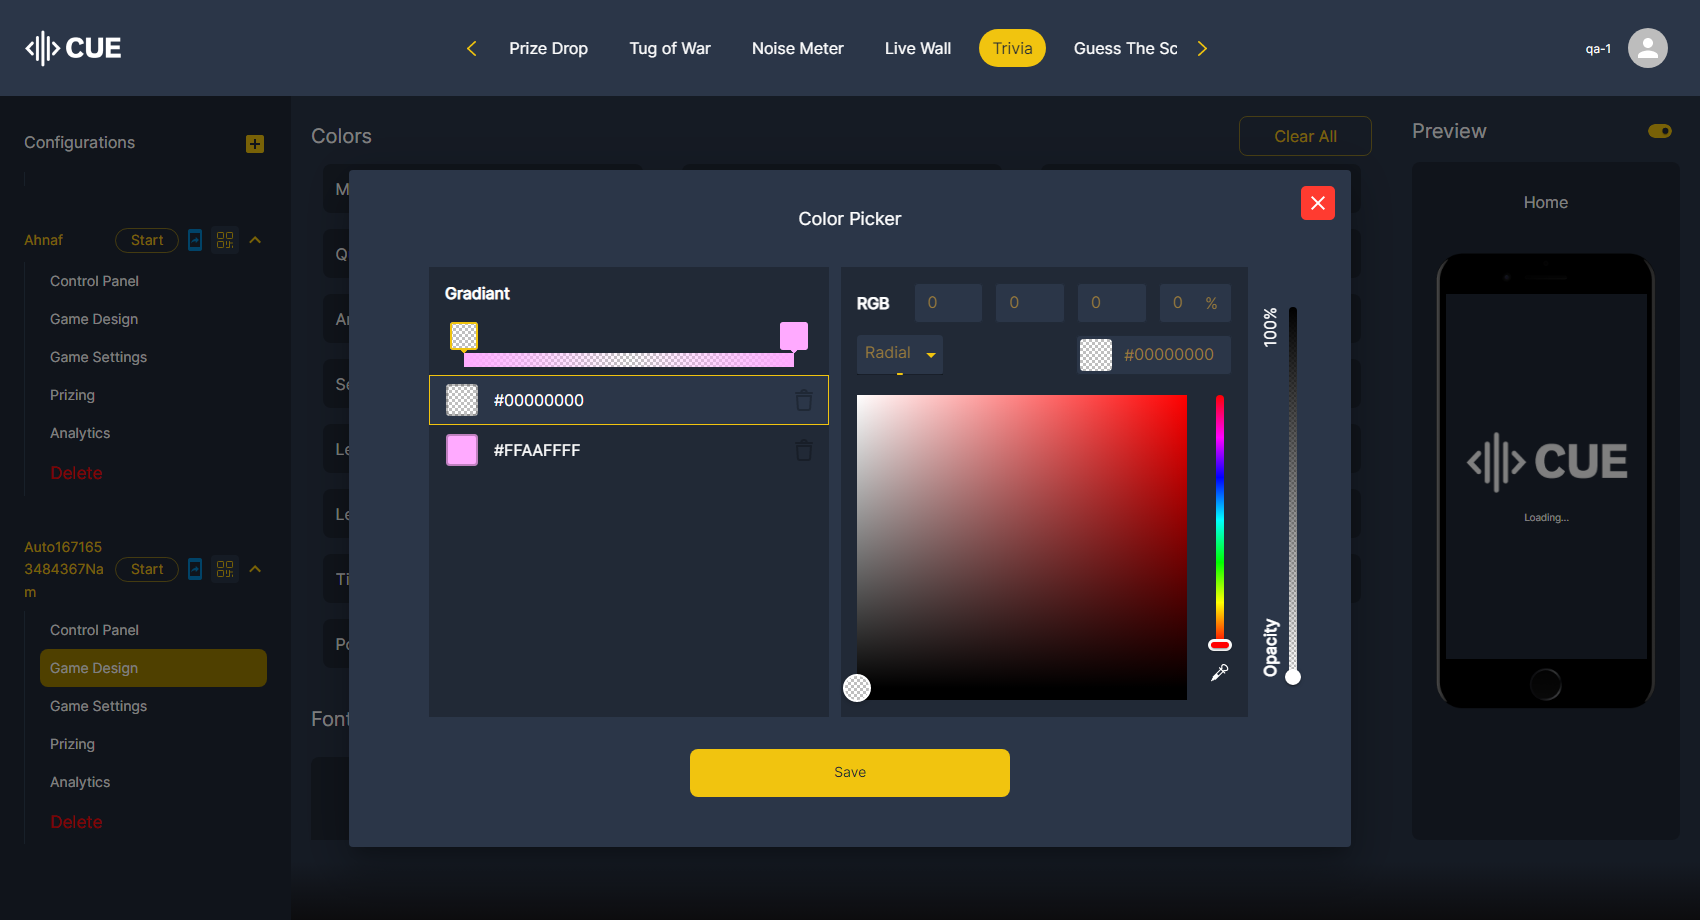 CUE
Prize Drop
Tug of War
Noise Meter
Live Wall
Trivia
Guess The Sc
qa-1
Configurations
Colors
Clear All
Preview
Ahnaf
Start
Control Panel
Game Design
Game Settings
Prizing
Analytics
Delete
Auto167165
3484367Na
m
Start
Control Panel
Game Design
Game Settings
Prizing
Analytics
Delete
M
Q
Se
Le
Le
Ti
Po
Font
Color Picker
Gradiant
#00000000
#FFAAFFFF
RGB
0
0
0
0 %
Radial
#00000000
100%
Opacity
Save
Home
CUE
Loading...